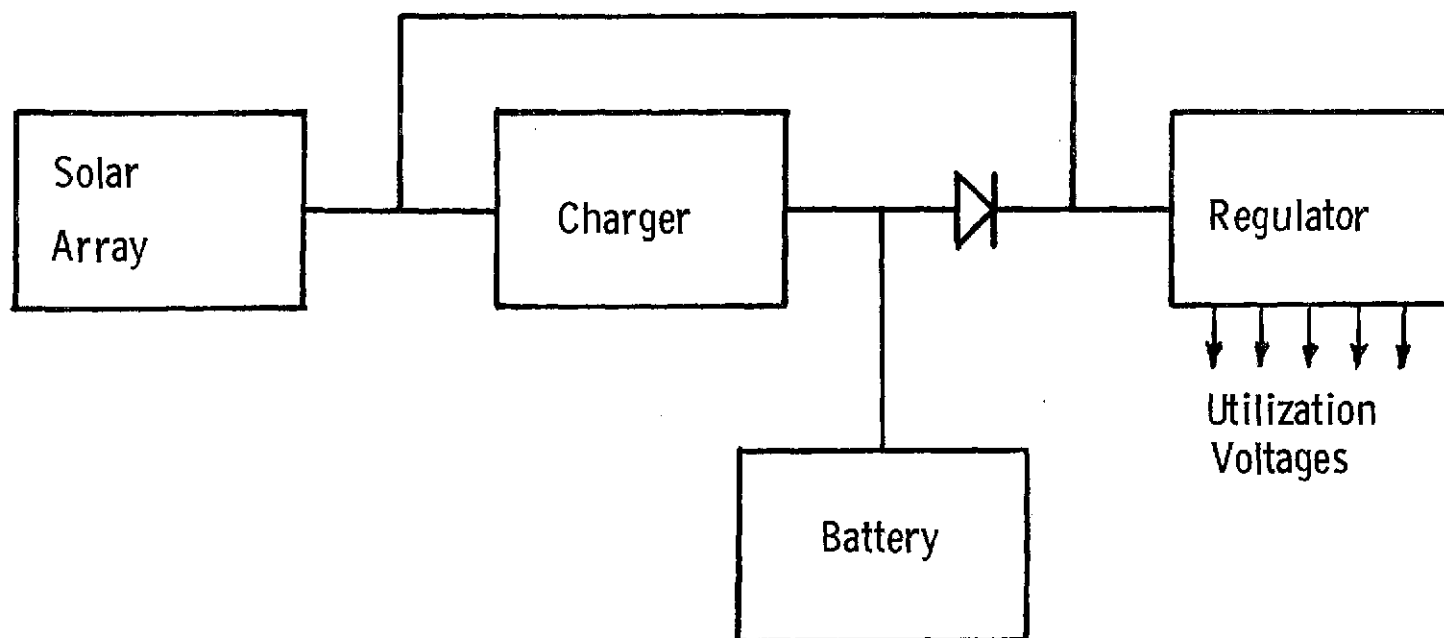 Solar
Array
Charger
Regulator
Utilization
Voltages
Battery